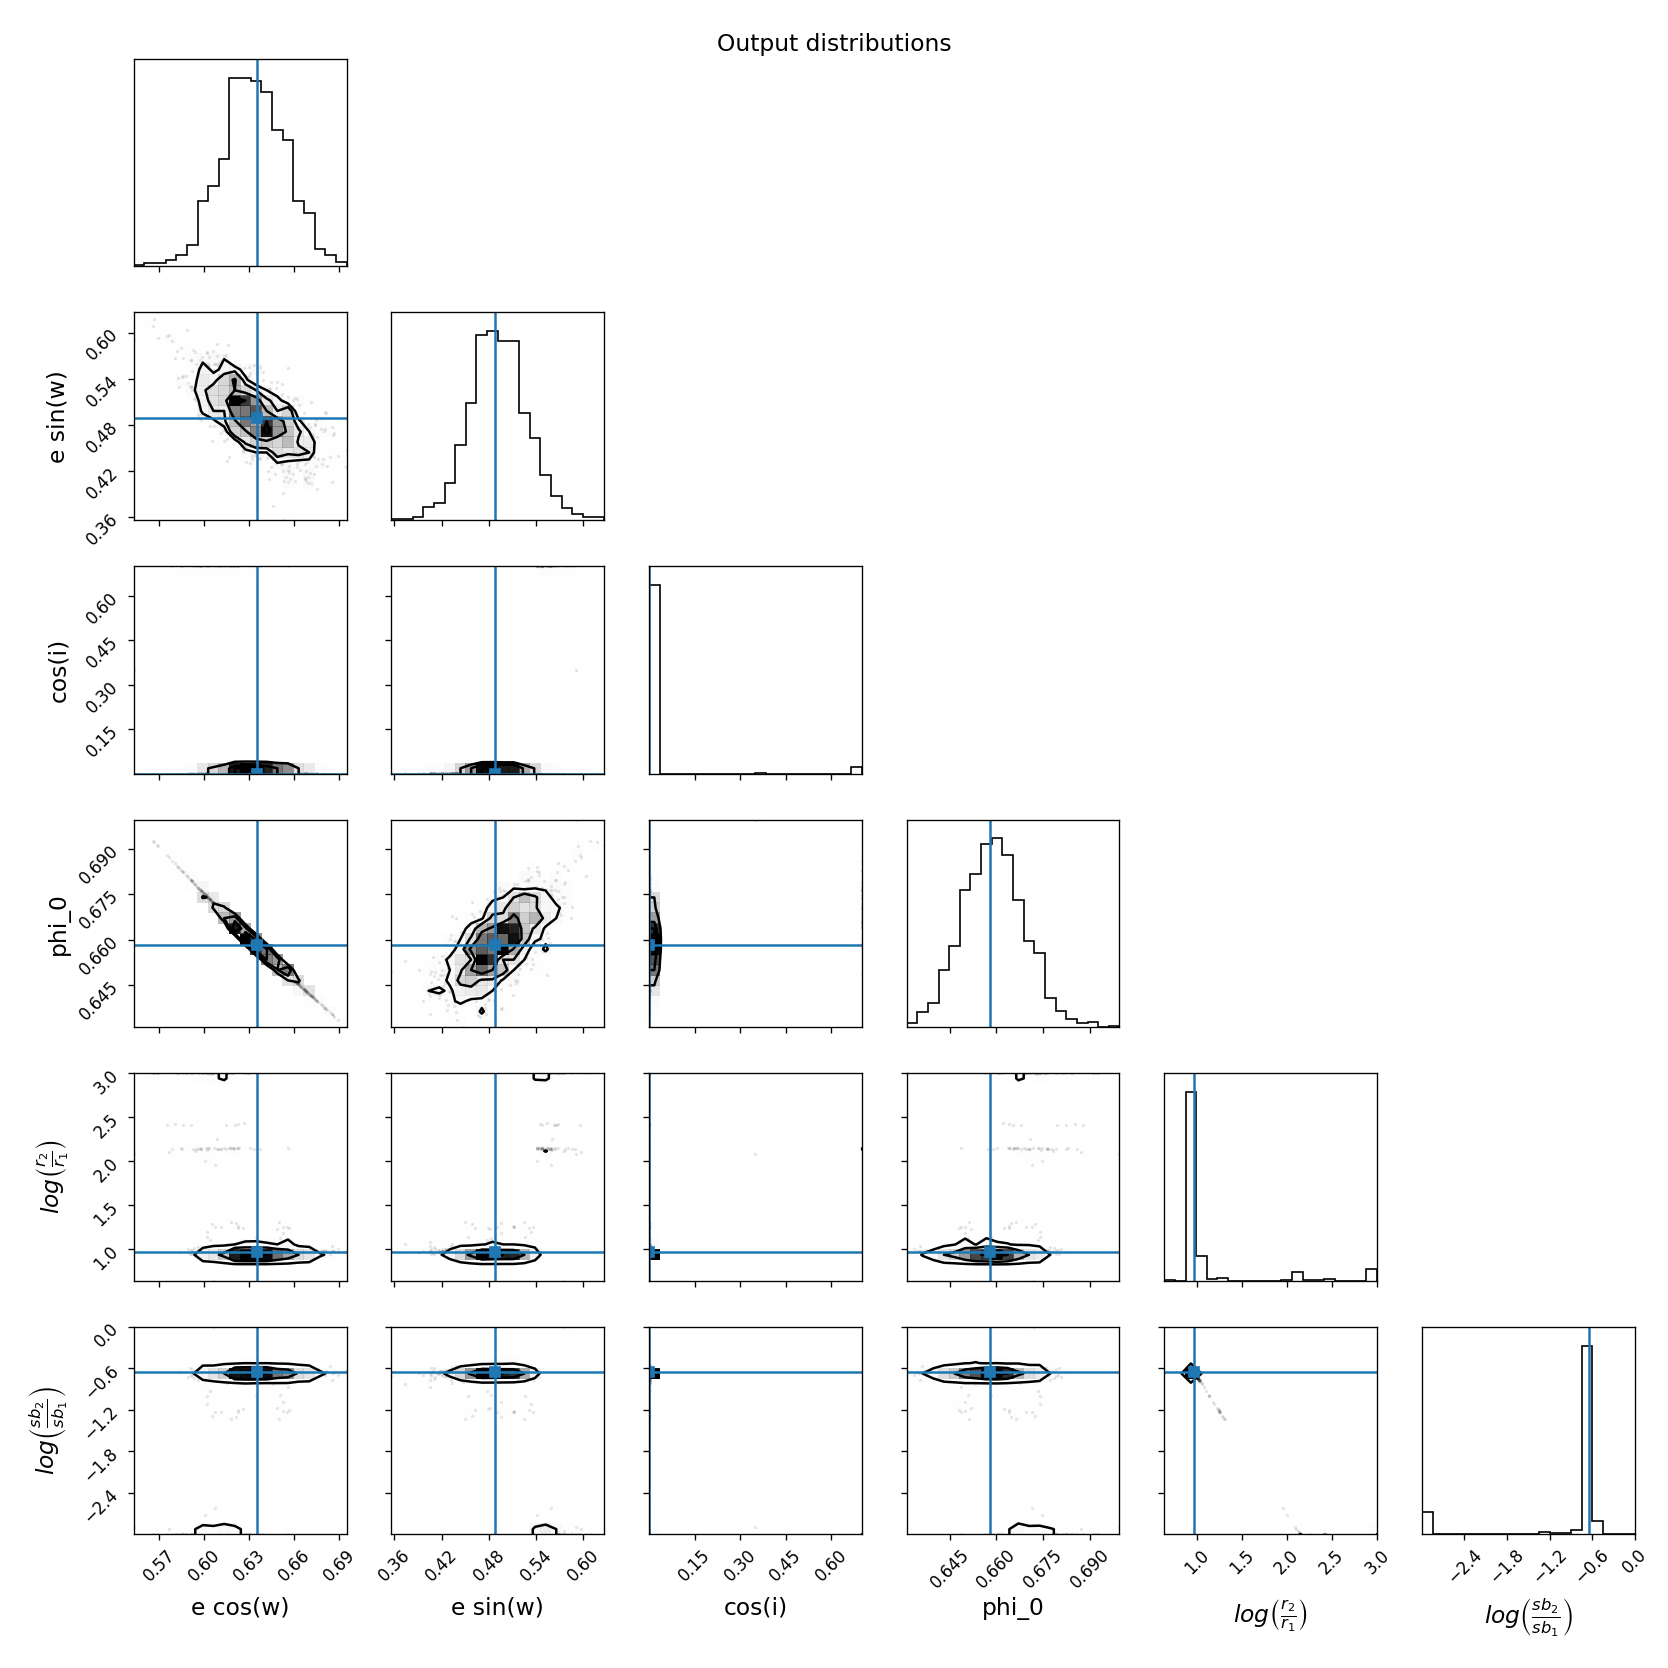 Output distributions
e sin(w)
0.60
0.54
0.48
0.42
0.36
cos(i)
0.60
0.45
0.30
0.15
phi_0
0.690
0.675
0.660
0.645
log(r2/r1)
3.0
2.5
2.0
1.5
1.0
log(sb2/sb1)
0.0
−0.6
−1.2
−1.8
−2.4
0.57 0.60 0.63 0.66 0.69 0.36 0.42 0.48 0.54 0.60 0.15 0.30 0.45 0.60 0.645 0.660 0.675 0.690 1.0 1.5 2.0 2.5 3.0 −2.4 −1.8 −1.2 −0.6 0.0
e cos(w) e sin(w) cos(i) phi_0 log(r2/r1) log(sb2/sb1)